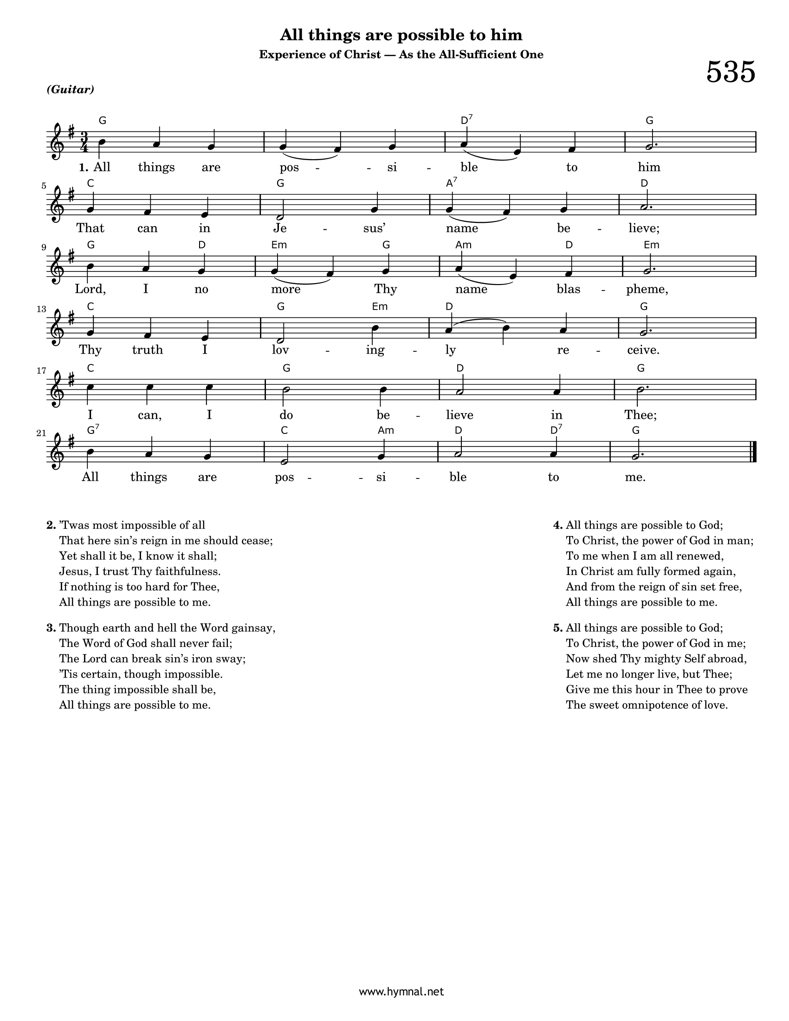 All things are possible to him
Experience of Christ — As the All-Sufficient One
535
(Guitar)
G D7 G
1. All things are pos - - si - ble to him
5
C G A7 D
That can in Je - sus’ name be - lieve;
9
G D Em G Am D Em
Lord, I no more Thy name blas - pheme,
13
C G Em D G
Thy truth I lov - ing - ly re - ceive.
17
C G D G
I can, I do be - lieve in Thee;
21
G7 C Am D D7 G
All things are pos - - si - ble to me.
2. ’Twas most impossible of all
That here sin’s reign in me should cease;
Yet shall it be, I know it shall;
Jesus, I trust Thy faithfulness.
If nothing is too hard for Thee,
All things are possible to me.
3. Though earth and hell the Word gainsay,
The Word of God shall never fail;
The Lord can break sin’s iron sway;
’Tis certain, though impossible.
The thing impossible shall be,
All things are possible to me.
4. All things are possible to God;
To Christ, the power of God in man;
To me when I am all renewed,
In Christ am fully formed again,
And from the reign of sin set free,
All things are possible to me.
5. All things are possible to God;
To Christ, the power of God in me;
Now shed Thy mighty Self abroad,
Let me no longer live, but Thee;
Give me this hour in Thee to prove
The sweet omnipotence of love.
www.hymnal.net